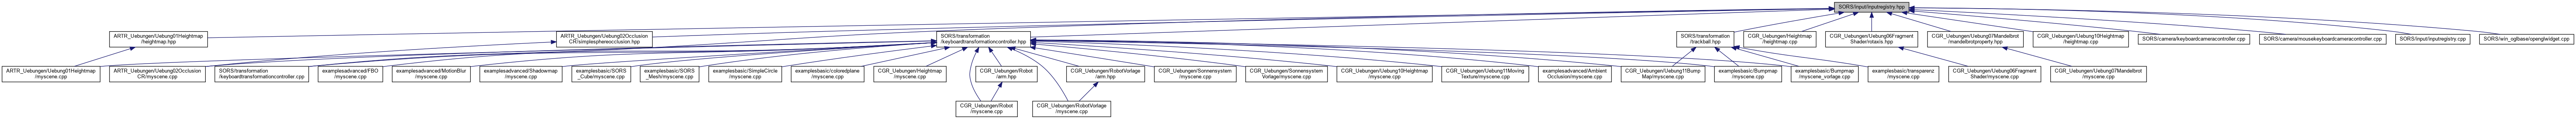 SORS/input/inputregistry.hpp
ARTR_Uebungen/Uebung01Heightmap
/heightmap.hpp
ARTR_Uebungen/Uebung02Occlusion
CR/simplesphereocclusion.hpp
SORS/transformation
/keyboardtransformationcontroller.hpp
SORS/transformation
/trackball.hpp
CGR_Uebungen/Heightmap
/heightmap.cpp
CGR_Uebungen/Uebung06Fragment
Shader/rotaxis.hpp
CGR_Uebungen/Uebung07Mandelbrot
/mandelbrotproperty.hpp
CGR_Uebungen/Uebung10Heightmap
/heightmap.cpp
SORS/camera/keyboardcameracontroller.cpp
SORS/camera/mousekeyboardcameracontroller.cpp
SORS/input/inputregistry.cpp
SORS/win_oglbase/openglwidget.cpp
ARTR_Uebungen/Uebung01Heightmap
/myscene.cpp
ARTR_Uebungen/Uebung02Occlusion
CR/myscene.cpp
SORS/transformation
/keyboardtransformationcontroller.cpp
examplesadvanced/FBO
/myscene.cpp
examplesadvanced/MotionBlur
/myscene.cpp
examplesadvanced/Shadowmap
/myscene.cpp
examplesbasic/SORS
_Cube/myscene.cpp
examplesbasic/SORS
_Mesh/myscene.cpp
examplesbasic/SimpleCircle
/myscene.cpp
examplesbasic/coloredplane
/myscene.cpp
CGR_Uebungen/Heightmap
/myscene.cpp
CGR_Uebungen/Robot
/arm.hpp
CGR_Uebungen/RobotVorlage
/arm.hpp
CGR_Uebungen/Sonnensystem
/myscene.cpp
CGR_Uebungen/Sonnensystem
Vorlage/myscene.cpp
CGR_Uebungen/Uebung10Heightmap
/myscene.cpp
CGR_Uebungen/Uebung11Moving
Texture/myscene.cpp
examplesadvanced/Ambient
Occlusion/myscene.cpp
CGR_Uebungen/Uebung11Bump
Map/myscene.cpp
examplesbasic/Bumpmap
/myscene.cpp
examplesbasic/Bumpmap
/myscene_vorlage.cpp
examplesbasic/transparenz
/myscene.cpp
CGR_Uebungen/Uebung06Fragment
Shader/myscene.cpp
CGR_Uebungen/Uebung07Mandelbrot
/myscene.cpp
CGR_Uebungen/Robot
/myscene.cpp
CGR_Uebungen/RobotVorlage
/myscene.cpp